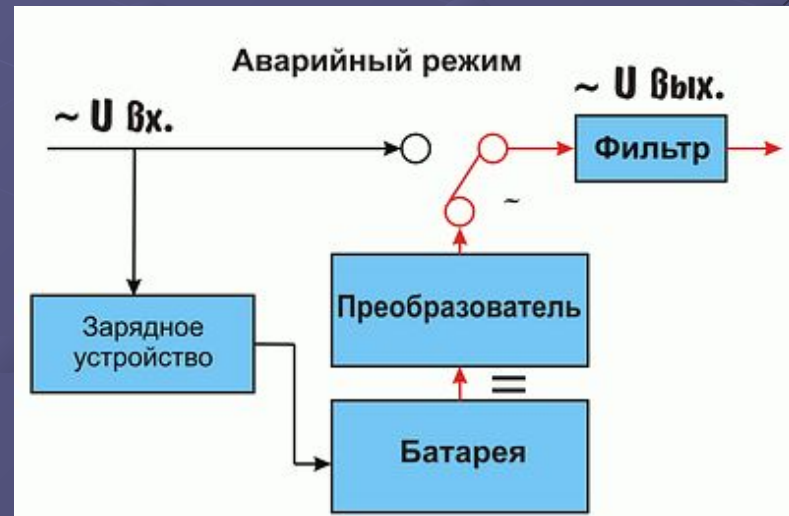 Аварийный режим
~ U вх.
~ U вых.
Фильтр
~
Преобразователь
Зарядное
устройство
=
Батарея